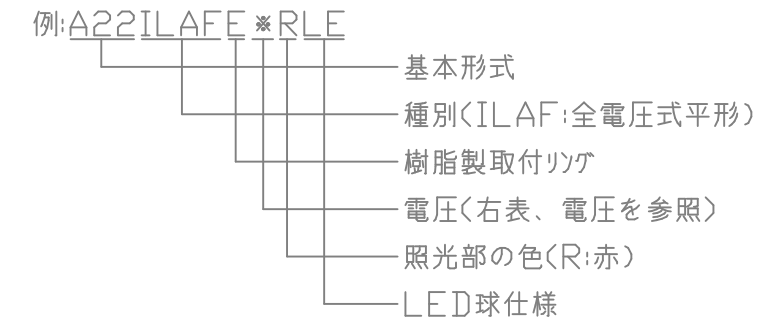 例:A22ILAFE※RLE
基本形式
種別(ILAF:全電圧式平形)
樹脂製取付リング
電圧(右表、電圧を参照)
照光部の色(R:赤)
LED球仕様